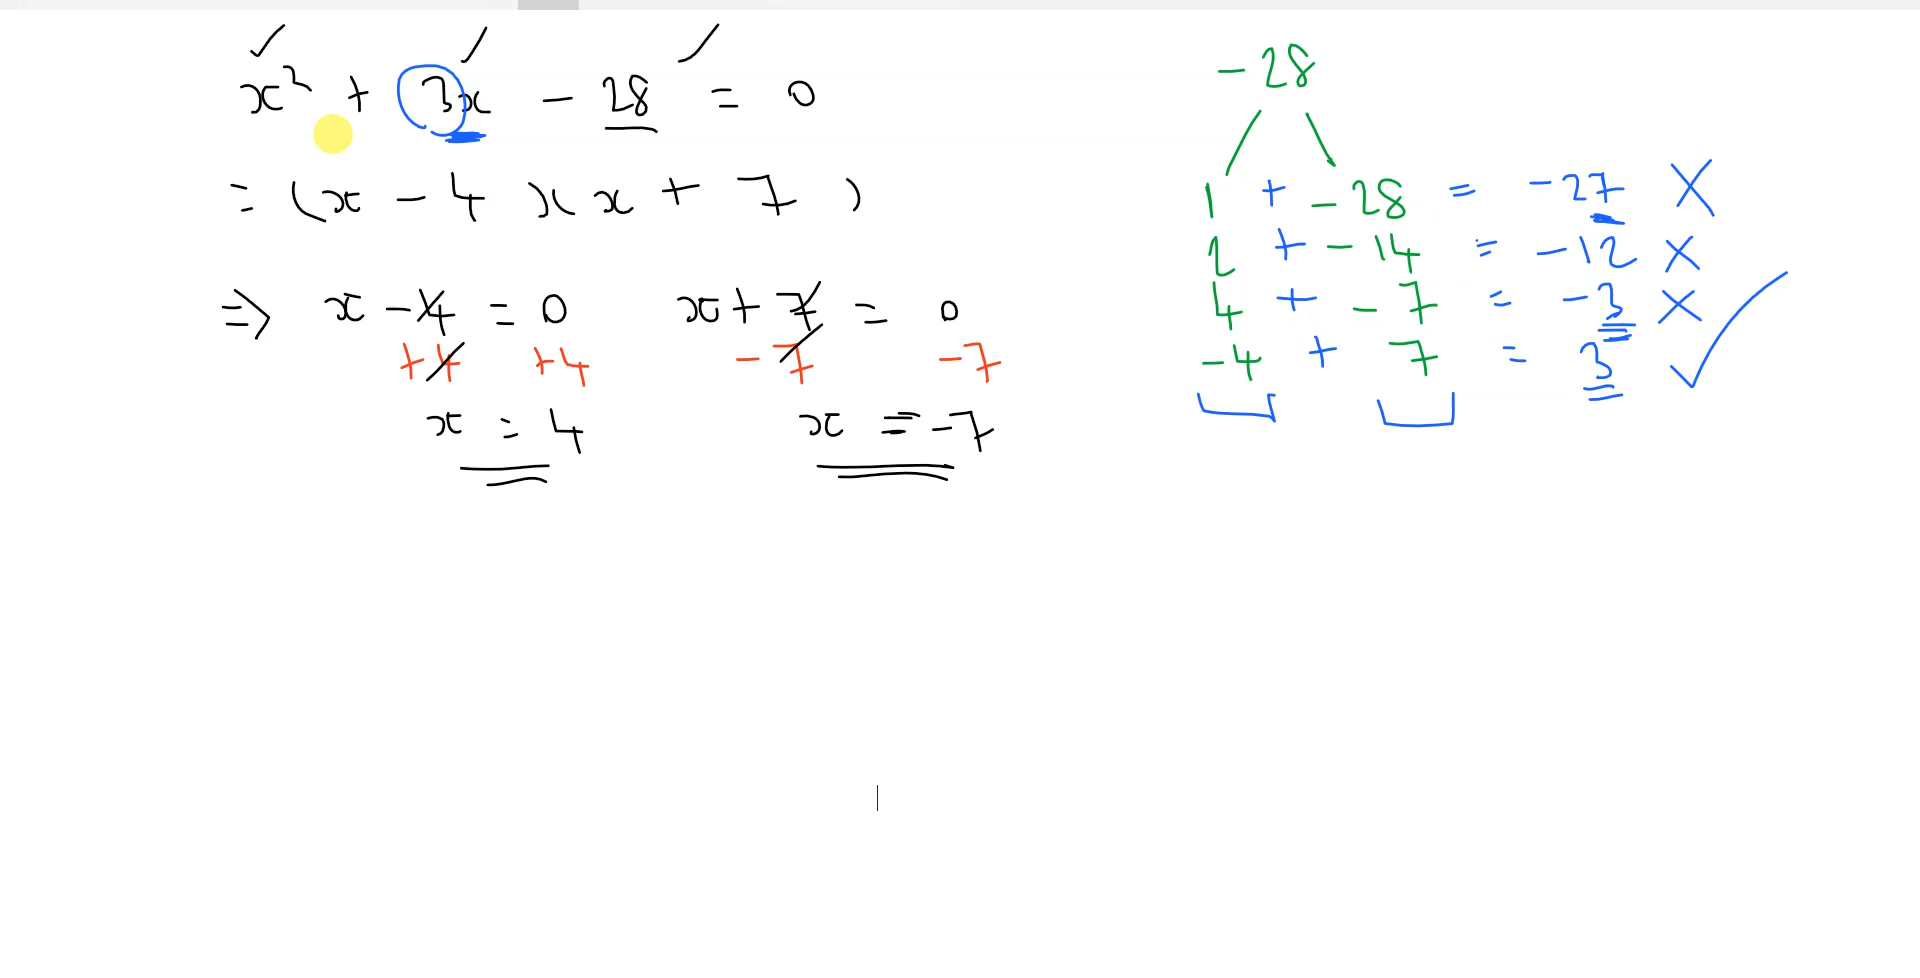 x² + 3x - 28 = 0
= (x - 4)(x + 7)
⇒ x - 4 = 0    x + 7 = 0
+4    +4    -7    -7
x = 4    x = -7
-28
1 + -28 = -27 ✗
2 + -14 = -12 ✗
4 + -7 = -3 ✗
-4 + 7 = 3 ✓